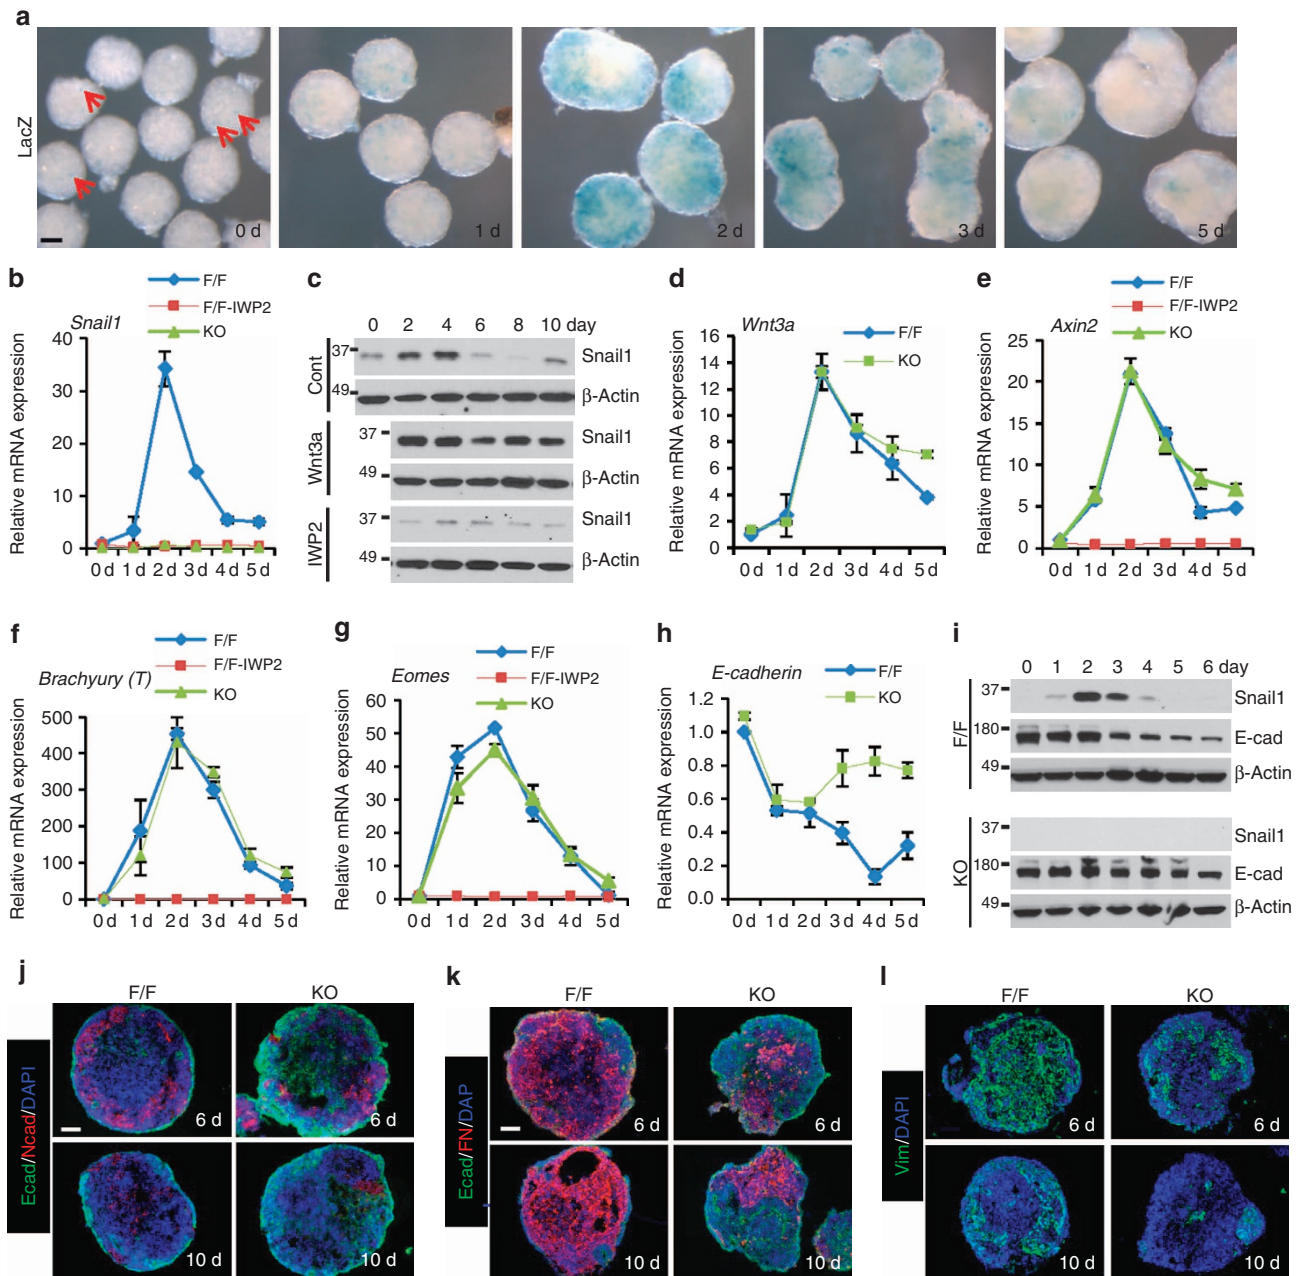 a
LacZ
0 d
1 d
2 d
3 d
5 d
b
F/F
F/F-IWP2
KO
Snail1
Relative mRNA expression
40
30
20
10
0
0 d 1 d 2 d 3 d 4 d 5 d
c
0 2 4 6 8 10 day
Cont
37
Snail1
49
β-Actin
Wnt3a
37
Snail1
49
β-Actin
IWP2
37
Snail1
49
β-Actin
d
Wnt3a
F/F
KO
Relative mRNA expression
16
14
12
10
8
6
4
2
0
0 d 1 d 2 d 3 d 4 d 5 d
e
F/F
F/F-IWP2
KO
Axin2
Relative mRNA expression
25
20
15
10
5
0
0 d 1 d 2 d 3 d 4 d 5 d
f
F/F
F/F-IWP2
KO
Brachyury (T)
Relative mRNA expression
500
400
300
200
100
0
0 d 1 d 2 d 3 d 4 d 5 d
g
F/F
F/F-IWP2
KO
Eomes
Relative mRNA expression
60
50
40
30
20
10
0
0 d 1 d 2 d 3 d 4 d 5 d
h
E-cadherin
F/F
KO
Relative mRNA expression
1.2
1.0
0.8
0.6
0.4
0.2
0.0
0 d 1 d 2 d 3 d 4 d 5 d
i
0 1 2 3 4 5 6 day
F/F
37
Snail1
180
E-cad
49
β-Actin
KO
37
Snail1
180
E-cad
49
β-Actin
j
F/F
KO
Ecad/Ncad/DAPI
6 d
6 d
10 d
10 d
k
F/F
KO
Ecad/FN/DAP
6 d
6 d
10 d
10 d
l
F/F
KO
Vim/DAPI
6 d
6 d
10 d
10 d